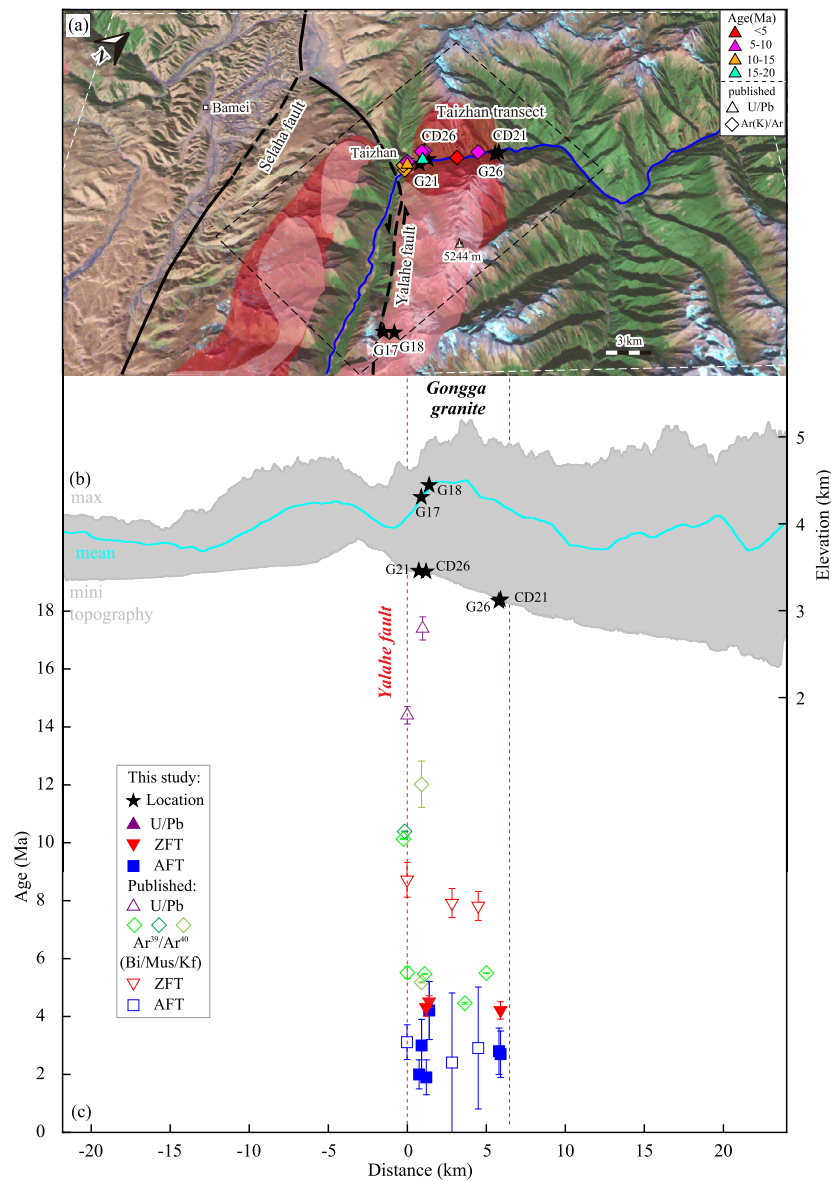 (a)
N
Bamei
Selaha fault
Taizhan
Taizhan transect
CD26
CD21
G21
G26
Yalahe fault
5244 m
G17
G18
3 km
Age(Ma)
<5
5-10
10-15
15-20
published
U/Pb
Ar(K)/Ar
Gongga
granite
(b)
max
mean
mini
topography
G18
G17
G21
CD26
G26
CD21
5
4
3
2
Elevation (km)
Yalahe fault
18
16
14
12
10
8
6
4
2
0
Age (Ma)
This study:
Location
U/Pb
ZFT
AFT
Published:
U/Pb
Ar³⁹/Ar⁴⁰
(Bi/Mus/Kf)
ZFT
AFT
(c)
-20
-15
-10
-5
0
5
10
15
20
Distance (km)